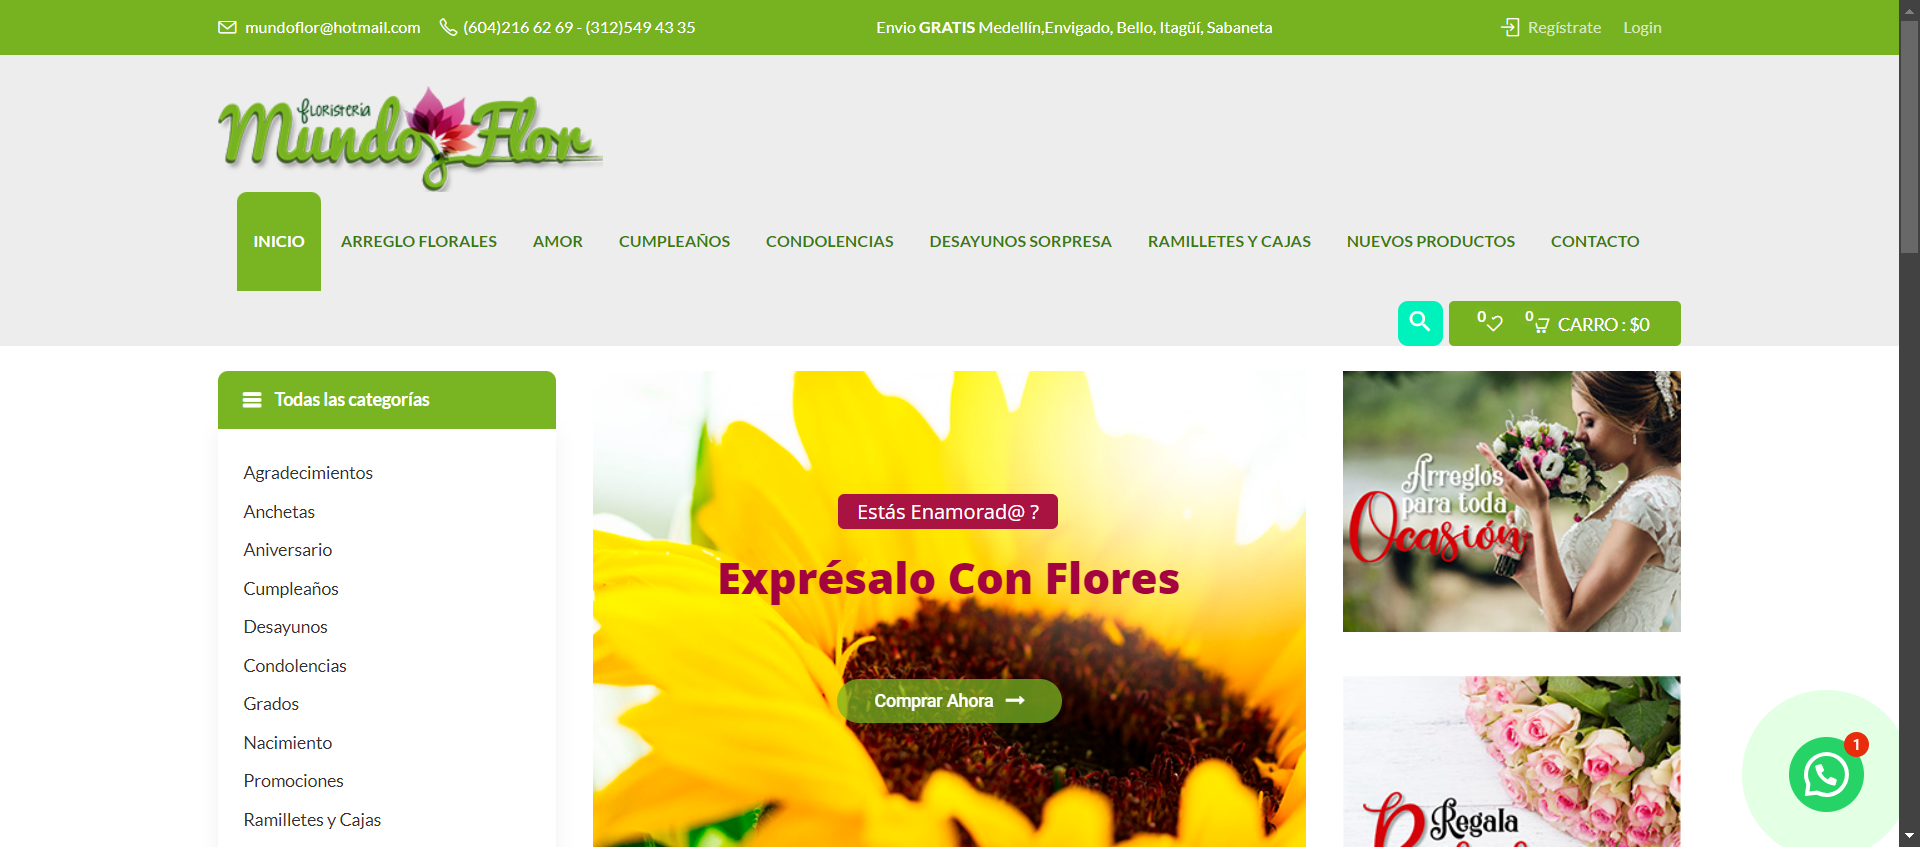 mundoflor@hotmail.com
(604)216 62 69 - (312)549 43 35
Envio GRATIS Medellín,Envigado, Bello, Itagüí, Sabaneta
Regístrate
Login
FLORISTERIA
Mundo Flor
INICIO
ARREGLO FLORALES
AMOR
CUMPLEAÑOS
CONDOLENCIAS
DESAYUNOS SORPRESA
RAMILLETES Y CAJAS
NUEVOS PRODUCTOS
CONTACTO
0
0
CARRO : $0
Todas las categorías
Agradecimientos
Anchetas
Aniversario
Cumpleaños
Desayunos
Condolencias
Grados
Nacimiento
Promociones
Ramilletes y Cajas
Estás Enamorad@ ?
Exprésalo Con Flores
Comprar Ahora
Arreglos
para toda
Ocasión
Regala
1